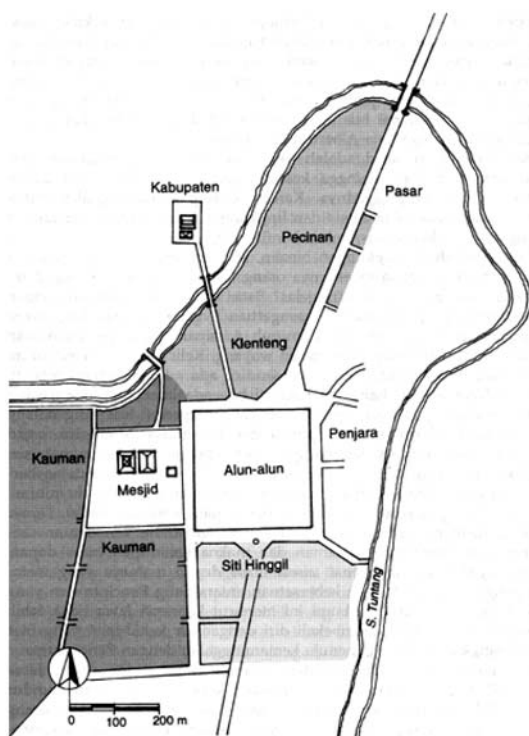 Kabupaten
Pasar
Pecinan
Klenteng
Kauman
Mesjid
Alun-alun
Penjara
Kauman
Siti Hinggil
S. Tuntang
0 100 200 m.